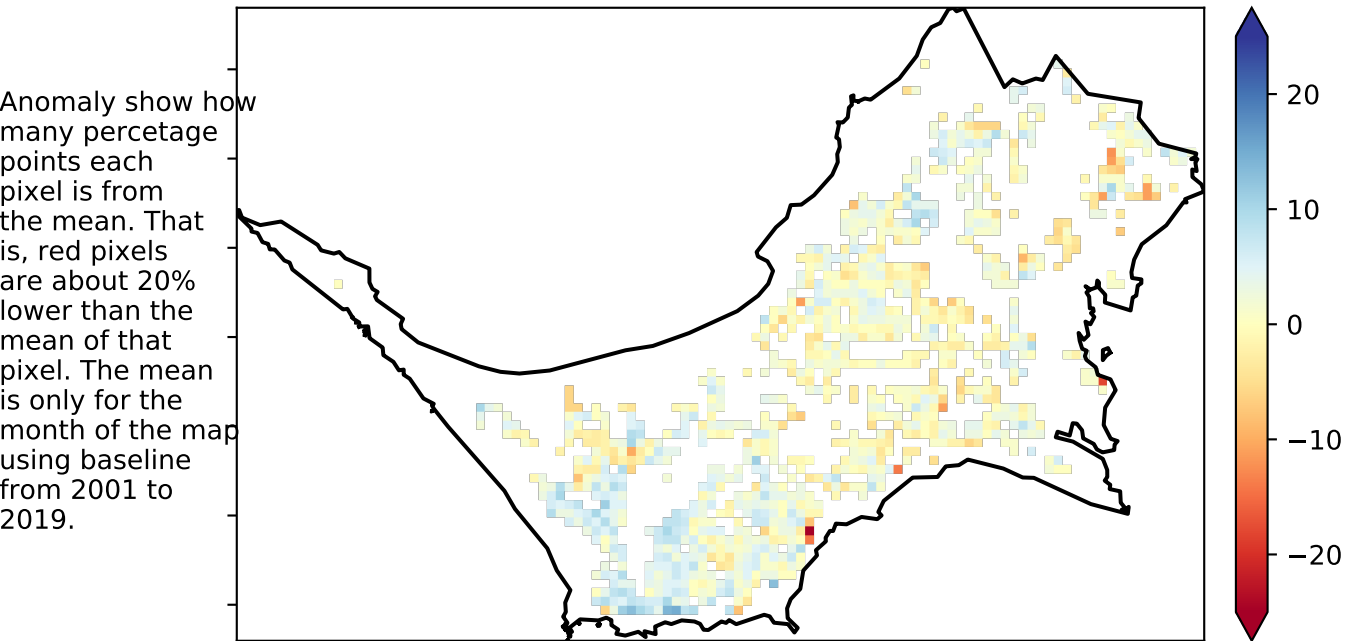 Anomaly show how
many percetage
points each
pixel is from
the mean. That
is, red pixels
are about 20%
lower than the
mean of that
pixel. The mean
is only for the
month of the map
using baseline
from 2001 to
2019.
20
10
0
−10
−20